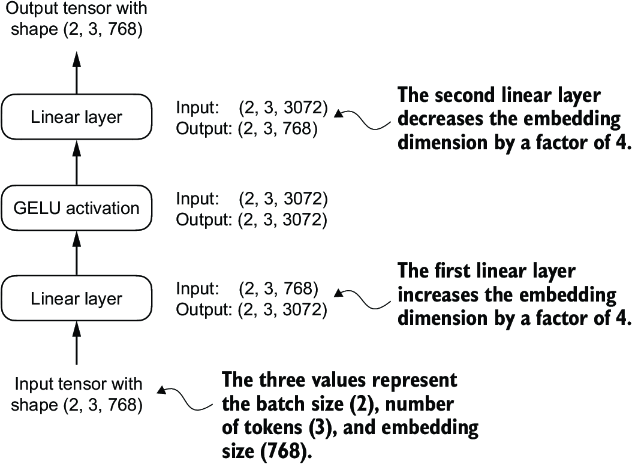 Output tensor with
shape (2, 3, 768)
Linear layer
Input: (2, 3, 3072)
Output: (2, 3, 768)
The second linear layer
decreases the embedding
dimension by a factor of 4.
GELU activation
Input: (2, 3, 3072)
Output: (2, 3, 3072)
Linear layer
Input: (2, 3, 768)
Output: (2, 3, 3072)
The first linear layer
increases the embedding
dimension by a factor of 4.
Input tensor with
shape (2, 3, 768)
The three values represent
the batch size (2), number
of tokens (3), and embedding
size (768).